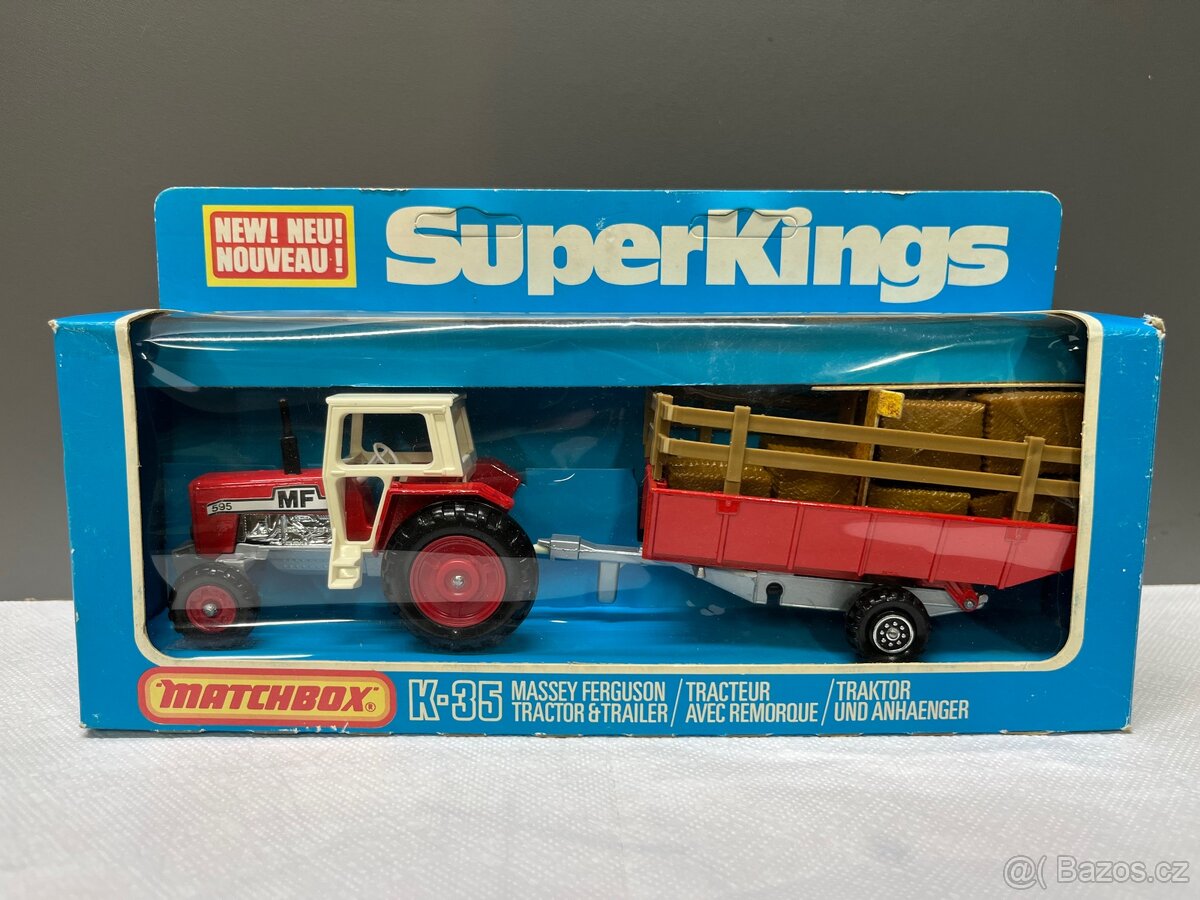 NEW! NEU!
NOUVEAU!
SuperKings
595
MF
"MATCHBOX"®
K-35
MASSEY FERGUSON / TRACTEUR / TRAKTOR
TRACTOR & TRAILER / AVEC REMORQUE / UND ANHAENGER
@( Bazos.cz